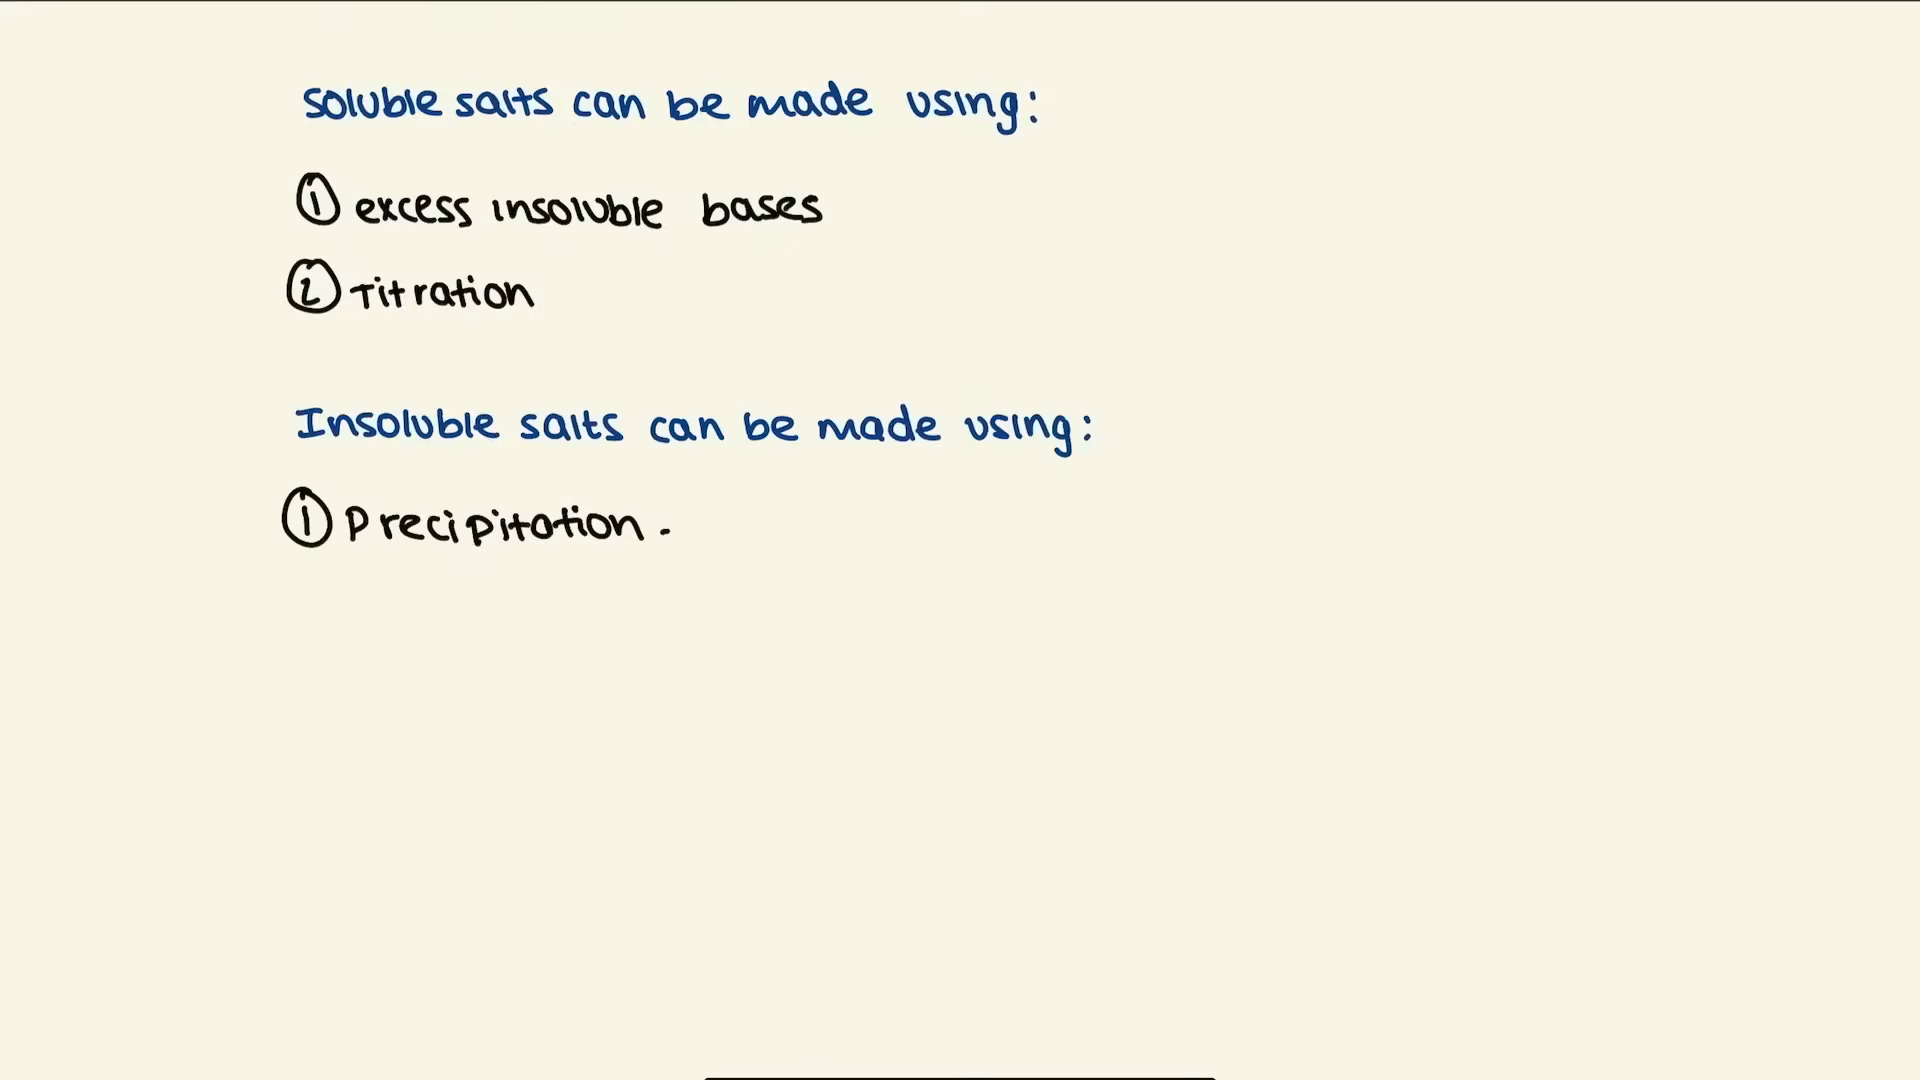 Soluble salts can be made using:
① excess insoluble bases
② Titration
Insoluble salts can be made using:
① Precipitation.